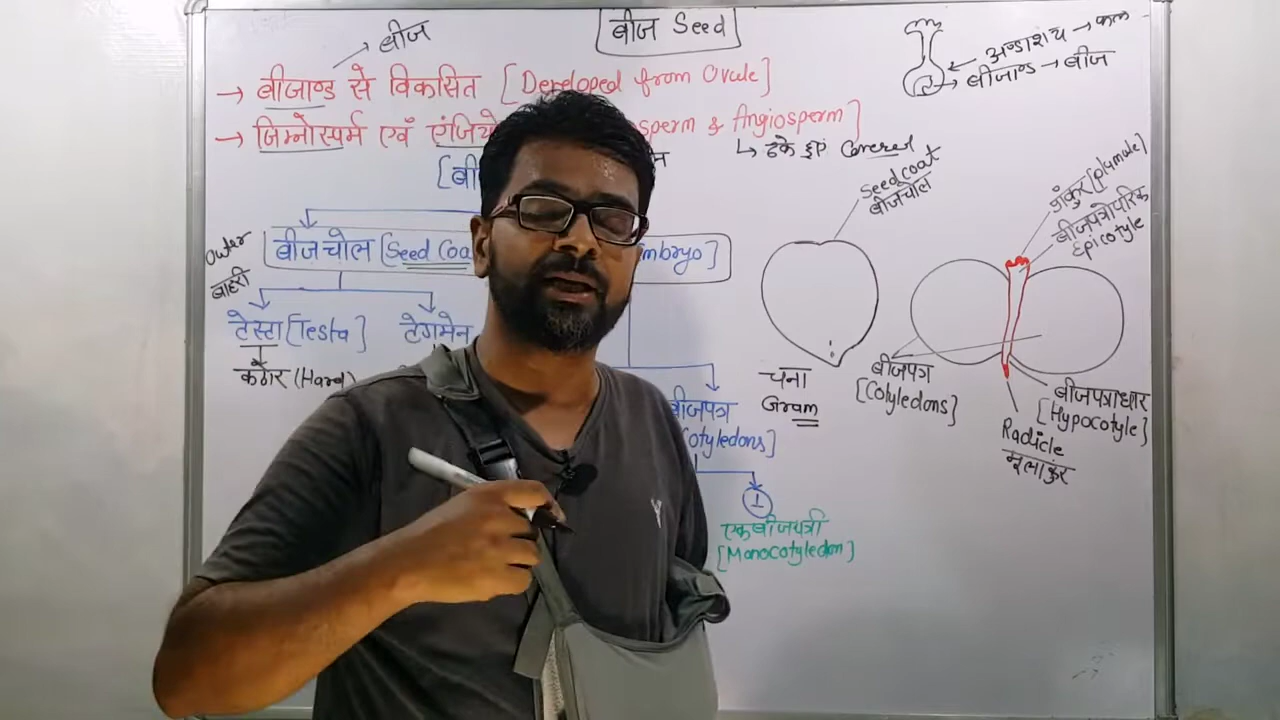 बीज Seed
→ बीज
→ बीजाण्ड से विकसित [Developed from Ovule]
→ जिम्नोस्पर्म एवं एंजियो sperm & Angiosperm]
↳ ढके हुए Covered
[बी
अण्डाशय → फल
बीजाण्ड → बीज
Outer
बाहरी
बीजचोल [Seed Coa
mbryo]
टेस्टा [Testa]
टेगमेन
कठोर (Hard)
बीजपत्र
otyledons]
1
एकबीजपत्री
[Monocotyledon]
Seed coat
बीजचोल
चना
Gram
बीजपत्र
[Cotyledons]
प्रांकुर [plumule]
बीजपत्रोपरिक
Epicotyle
बीजपत्राधार
[Hypocotyle]
Radicle
मूलांकुर